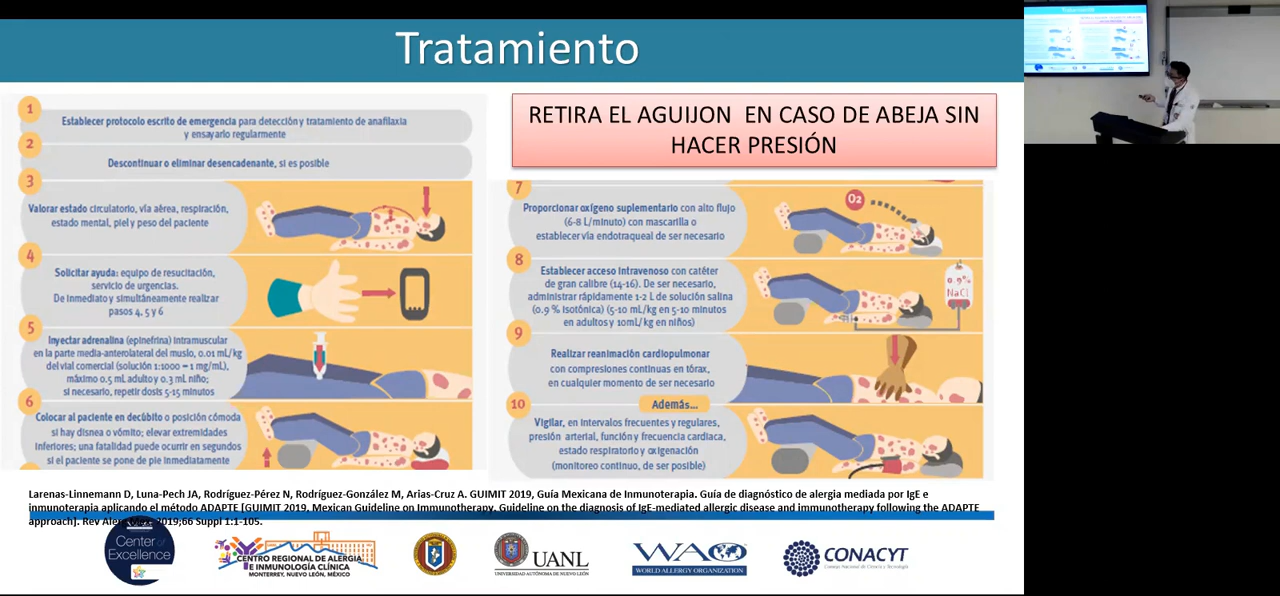 Tratamiento
1
Establecer protocolo escrito de emergencia para detección y tratamiento de anafilaxia
y ensayarlo regularmente
2
Descontinuar o eliminar desencadenante, si es posible
3
Valorar estado circulatorio, vía aérea, respiración,
estado mental, piel y peso del paciente
4
Solicitar ayuda: equipo de resucitación,
servicio de urgencias.
De inmediato y simultáneamente realizar
pasos 4, 5 y 6
5
Inyectar adrenalina (epinefrina) intramuscular
en la parte media-anterolateral del muslo, 0.01 mL/kg
del vial comercial (solución 1:1000 = 1 mg/mL),
máximo 0.5 mL adulto y 0.3 mL niño;
si necesario, repetir dosis 5-15 minutos
6
Colocar al paciente en decúbito o posición cómoda
si hay disnea o vómito; elevar extremidades
inferiores; una fatalidad puede ocurrir en segundos
si el paciente se pone de pie inmediatamente
RETIRA EL AGUIJON EN CASO DE ABEJA SIN
HACER PRESIÓN
7
Proporcionar oxígeno suplementario con alto flujo
(6-8 L/minuto) con mascarilla o
establecer vía endotraqueal de ser necesario
O2
8
Establecer acceso intravenoso con catéter
de gran calibre (14-16). De ser necesario,
administrar rápidamente 1-2 L de solución salina
(0.9 % isotónica) (5-10 mL/kg en 5-10 minutos
en adultos y 10mL/kg en niños)
0.9%
NaCl
9
Realizar reanimación cardiopulmonar
con compresiones continuas en tórax,
en cualquier momento de ser necesario
Además...
10
Vigilar, en intervalos frecuentes y regulares,
presión arterial, función y frecuencia cardiaca,
estado respiratorio y oxigenación
(monitoreo continuo, de ser posible)
Larenas-Linnemann D, Luna-Pech JA, Rodríguez-Pérez N, Rodríguez-González M, Arias-Cruz A. GUIMIT 2019, Guía Mexicana de Inmunoterapia. Guía de diagnóstico de alergia mediada por IgE e
inmunoterapia aplicando el método ADAPTE [GUIMIT 2019, Mexican Guideline on Immunotherapy. Guideline on the diagnosis of IgE-mediated allergic disease and immunotherapy following the ADAPTE
approach]. Rev Alerg Mex. 2019;66 Suppl 1:1-105.
Center of
Excellence
CENTRO REGIONAL DE ALERGIA
E INMUNOLOGÍA CLÍNICA
MONTERREY, NUEVO LEÓN, MÉXICO
UANL
UNIVERSIDAD AUTÓNOMA DE NUEVO LEÓN
WAO
WORLD ALLERGY ORGANIZATION
CONACYT
Consejo Nacional de Ciencia y Tecnología
Tratamiento